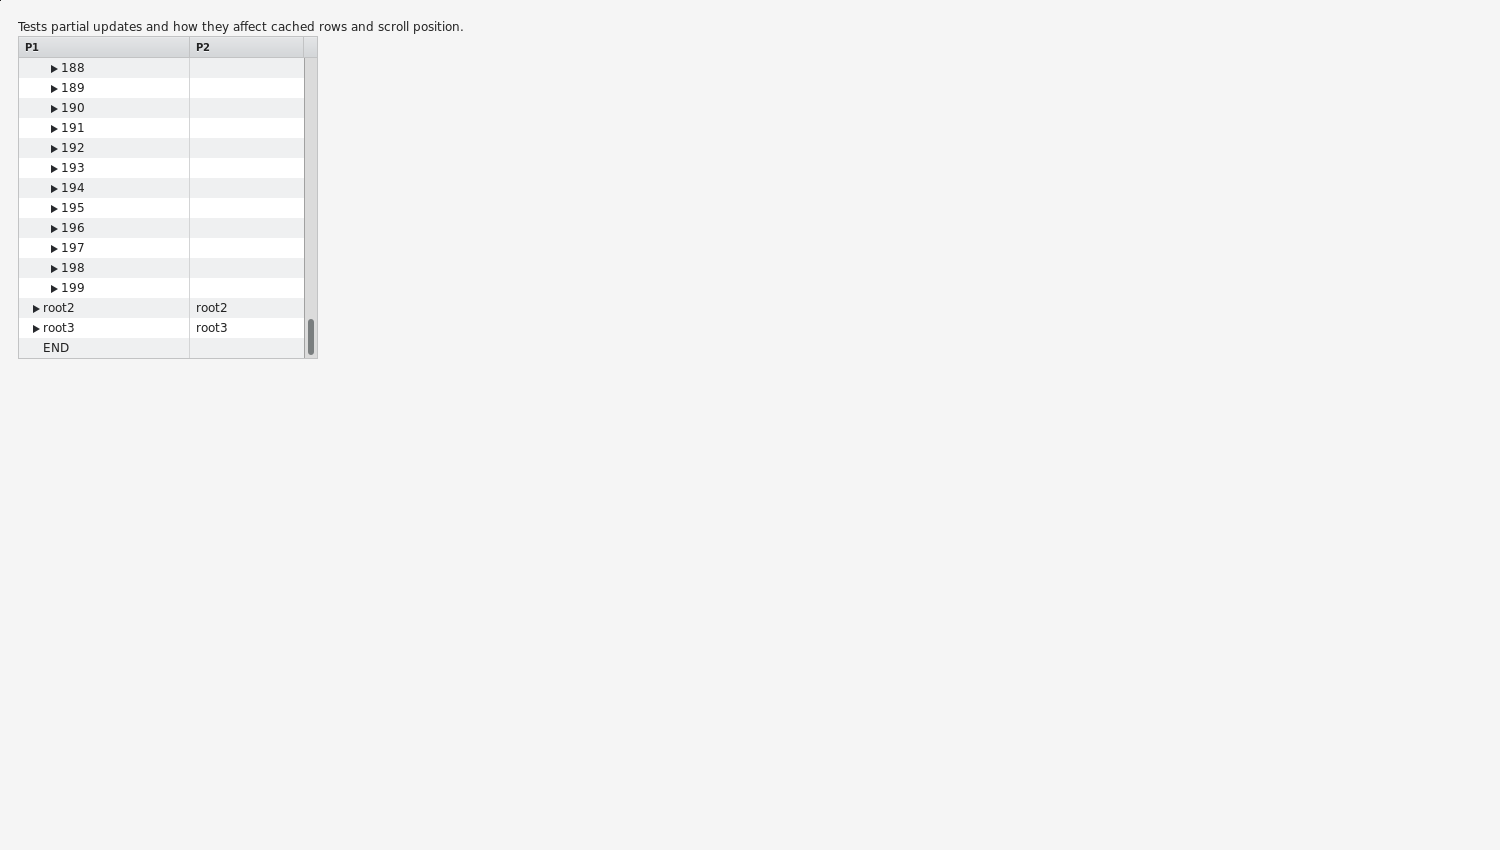 Tests partial updates and how they affect cached rows and scroll position.
P1 P2
188
189
190
191
192
193
194
195
196
197
198
199
root2 root2
root3 root3
END